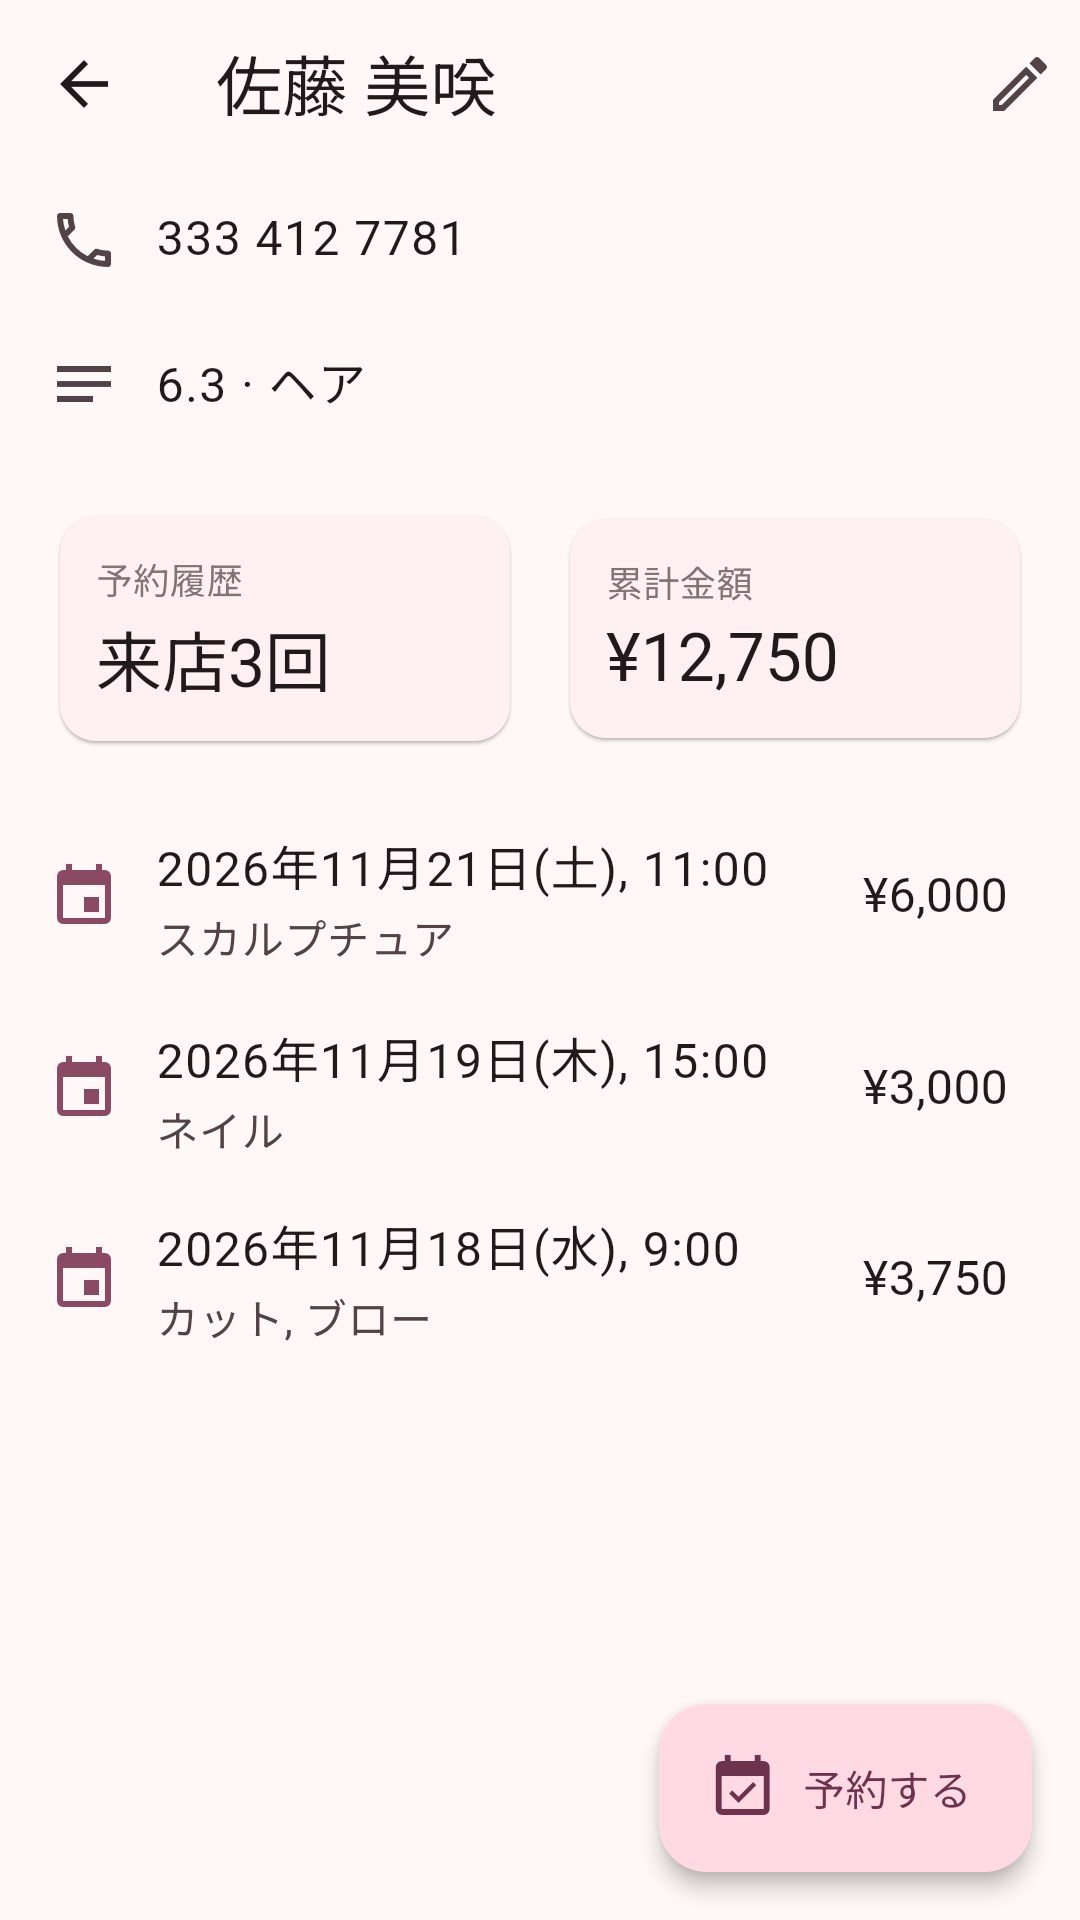 佐藤 美咲
333 412 7781
6.3 · ヘア
予約履歴
来店3回
累計金額
¥12,750
2026年11月21日(土), 11:00
スカルプチュア
¥6,000
2026年11月19日(木), 15:00
ネイル
¥3,000
2026年11月18日(水), 9:00
カット, ブロー
¥3,750
予約する